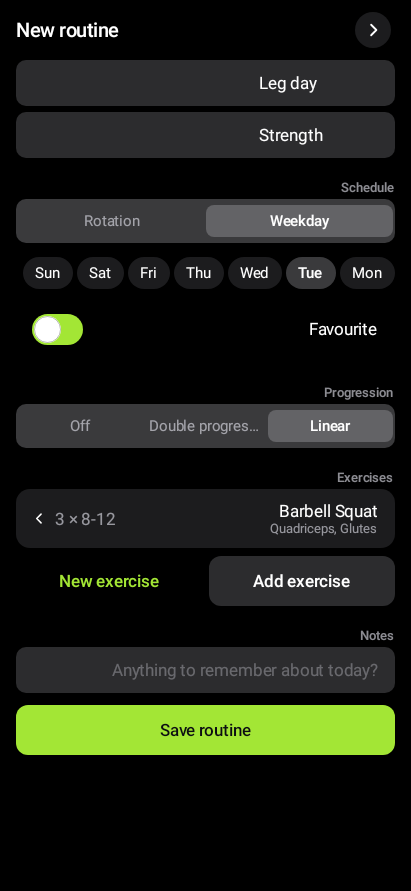 New routine
Leg day
Strength
Schedule
Rotation Weekday
Sun Sat Fri Thu Wed Tue Mon
Favourite
Progression
Off Double progres... Linear
Exercises
Barbell Squat
3 × 8-12
Quadriceps, Glutes
New exercise Add exercise
Notes
Anything to remember about today?
Save routine